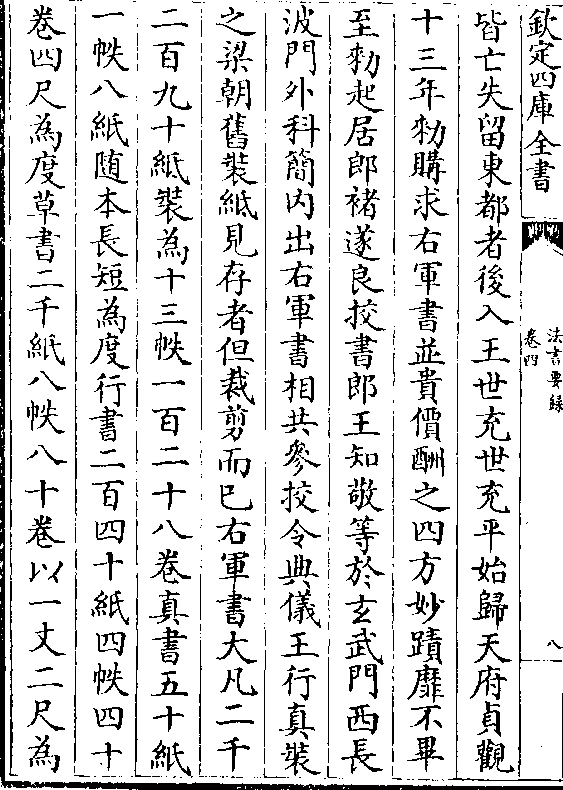 欽定四庫全書
法書要録
卷四
八
皆亡失留東都者後入王世充世充平始歸天府貞觀
十三年勑購求右軍書並貴價酬之四方妙蹟靡不畢
至勑起居郎褚遂良挍書郎王知敬等於玄武門西長
波門外科簡内出右軍書相共參挍令典儀王行真裝
之梁朝舊裝紙見存者但裁剪而已右軍書大凡二千
二百九十紙裝為十三帙一百二十八卷真書五十紙
一帙八紙随本長短為度行書二百四十紙四帙四十
卷四尺為度草書二千紙八帙八十卷以一丈二尺為